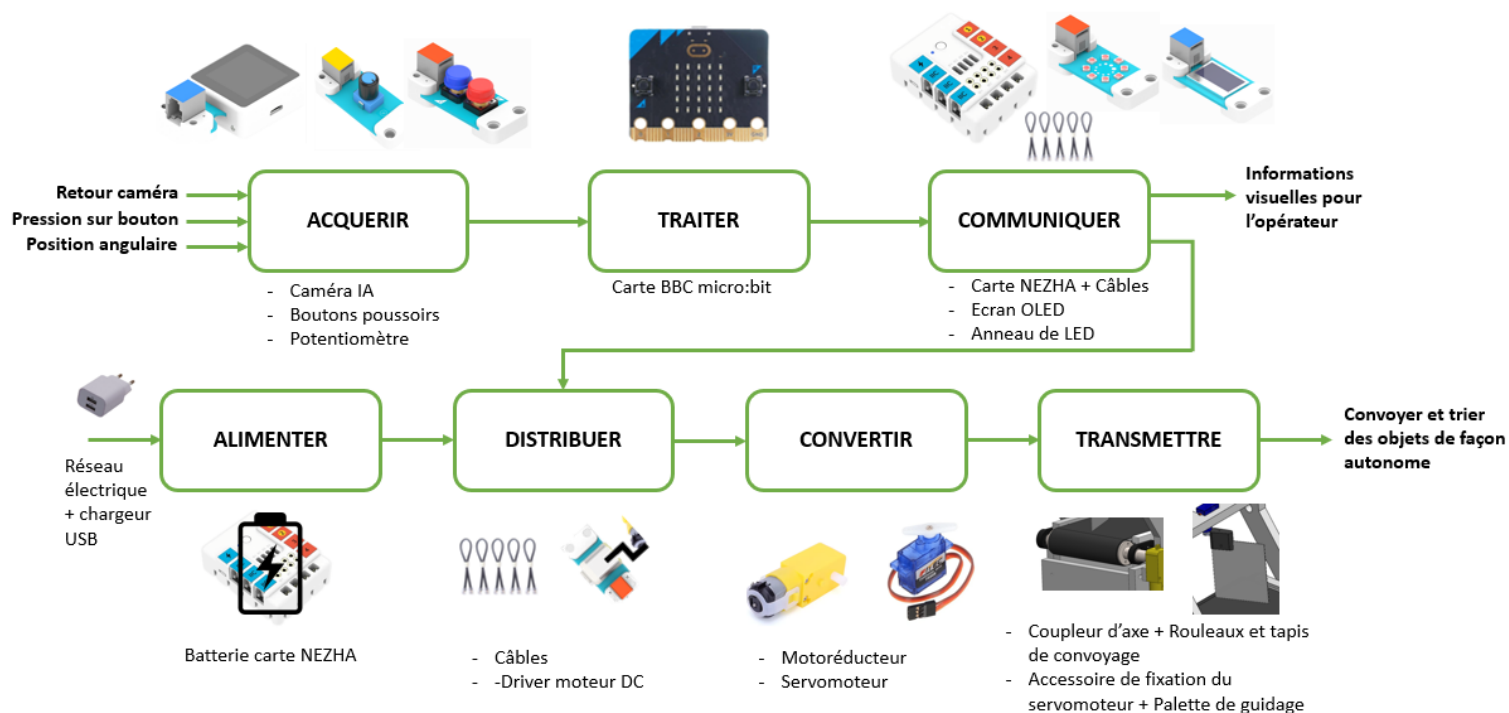 Retour caméra
Pression sur bouton
Position angulaire
ACQUERIR
TRAITER
COMMUNIQUER
Informations
visuelles pour
l'opérateur
- Caméra IA
- Boutons poussoirs
- Potentiomètre
Carte BBC micro:bit
- Carte NEZHA + Câbles
- Ecran OLED
- Anneau de LED
ALIMENTER
DISTRIBUER
CONVERTIR
TRANSMETTRE
Convoyer et trier
des objets de façon
autonome
Réseau
électrique
+ chargeur
USB
Batterie carte NEZHA
- Câbles
- -Driver moteur DC
- Motoréducteur
- Servomoteur
- Coupleur d'axe + Rouleaux et tapis
de convoyage
- Accessoire de fixation du
servomoteur + Palette de guidage